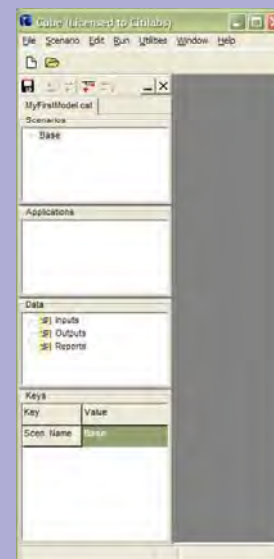 Cube (Licensed to Citilabs)
File Scenario Edit Run Utilities Window Help
MyFirstModel.cat
Scenarios
Base
Applications
Data
Inputs
Outputs
Reports
Keys
Key Value
Scen. Name Base